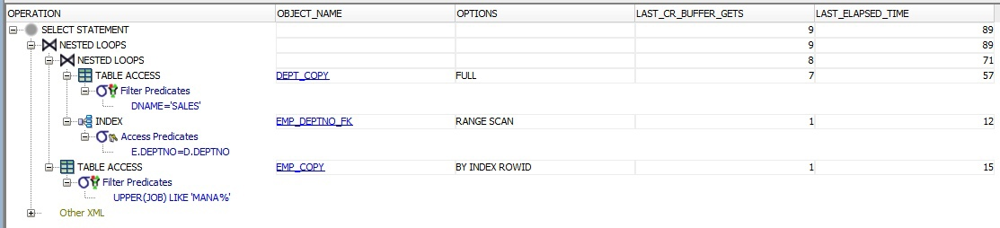 OPERATION OBJECT_NAME OPTIONS LAST_CR_BUFFER_GETS LAST_ELAPSED_TIME
SELECT STATEMENT 9 89
NESTED LOOPS 9 89
NESTED LOOPS 8 71
TABLE ACCESS DEPT_COPY FULL 7 57
Filter Predicates
DNAME='SALES'
INDEX EMP_DEPTNO_FK RANGE SCAN 1 12
Access Predicates
E.DEPTNO=D.DEPTNO
TABLE ACCESS EMP_COPY BY INDEX ROWID 1 15
Filter Predicates
UPPER(JOB) LIKE 'MANA%'
Other XML